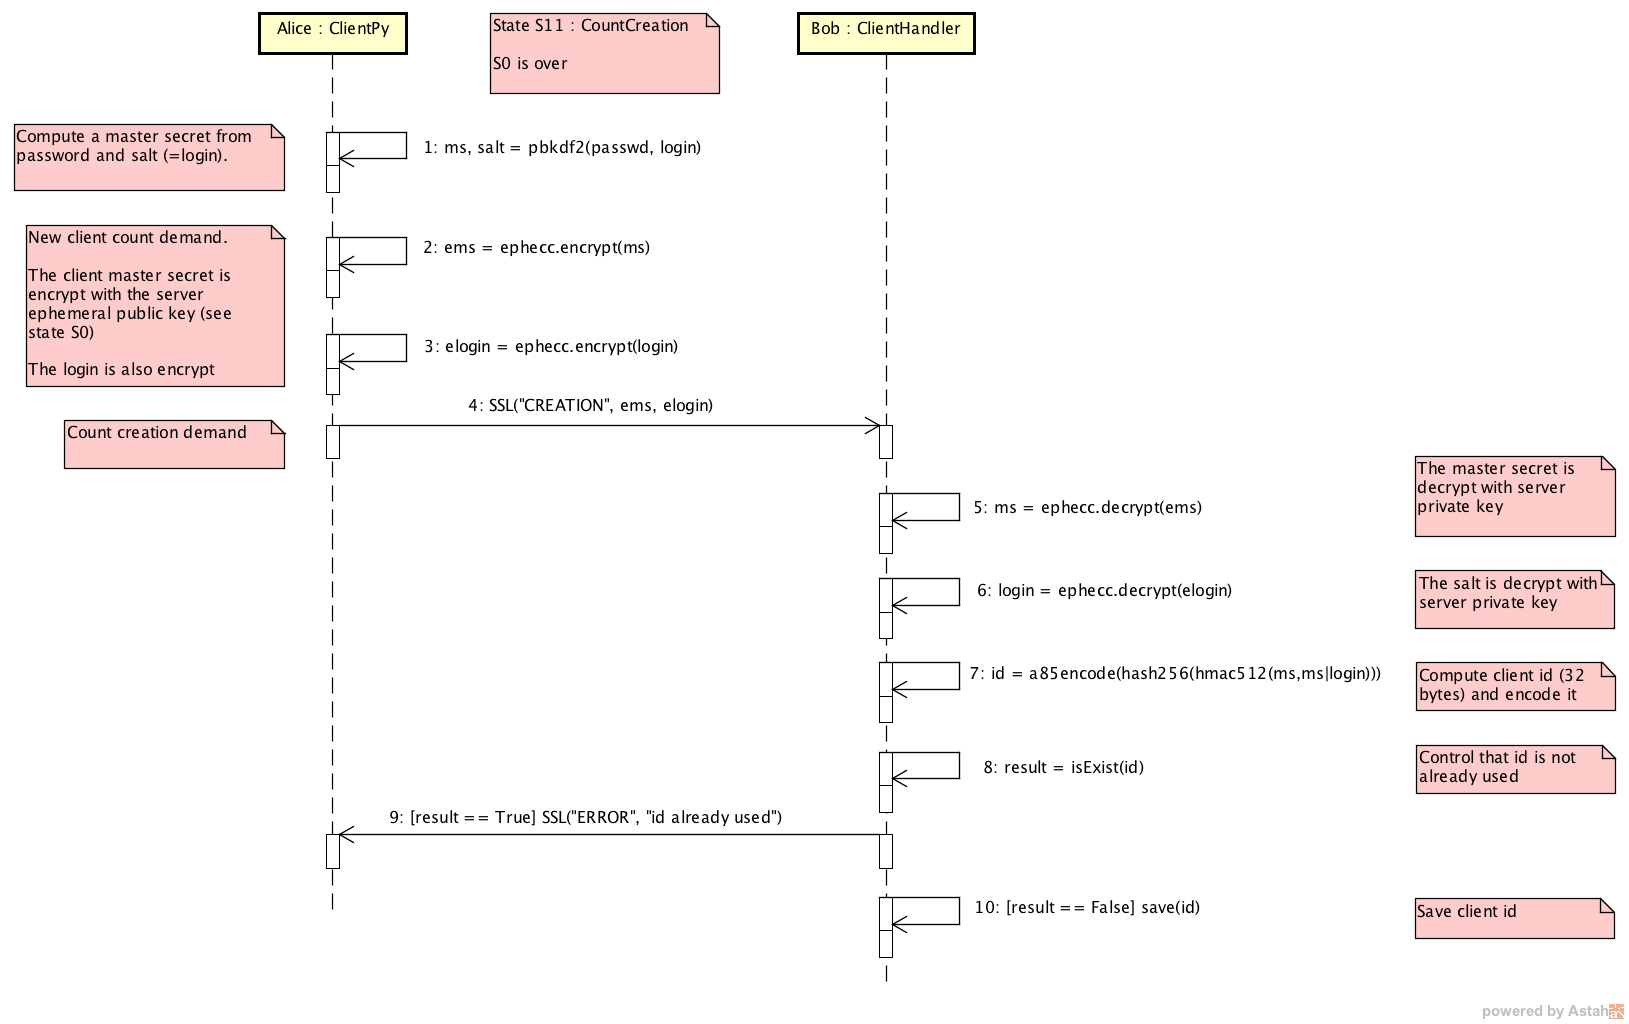 Alice : ClientPy
State S11 : CountCreation
S0 is over
Bob : ClientHandler
Compute a master secret from
password and salt (=login).
1: ms, salt = pbkdf2(passwd, login)
New client count demand.
The client master secret is
encrypt with the server
ephemeral public key (see
state S0)
The login is also encrypt
2: ems = ephecc.encrypt(ms)
3: elogin = ephecc.encrypt(login)
4: SSL("CREATION", ems, elogin)
Count creation demand
The master secret is
decrypt with server
private key
5: ms = ephecc.decrypt(ems)
The salt is decrypt with
server private key
6: login = ephecc.decrypt(elogin)
7: id = a85encode(hash256(hmac512(ms,ms|login)))
Compute client id (32
bytes) and encode it
Control that id is not
already used
8: result = isExist(id)
9: [result == True] SSL("ERROR", "id already used")
10: [result == False] save(id)
Save client id
powered by Astah